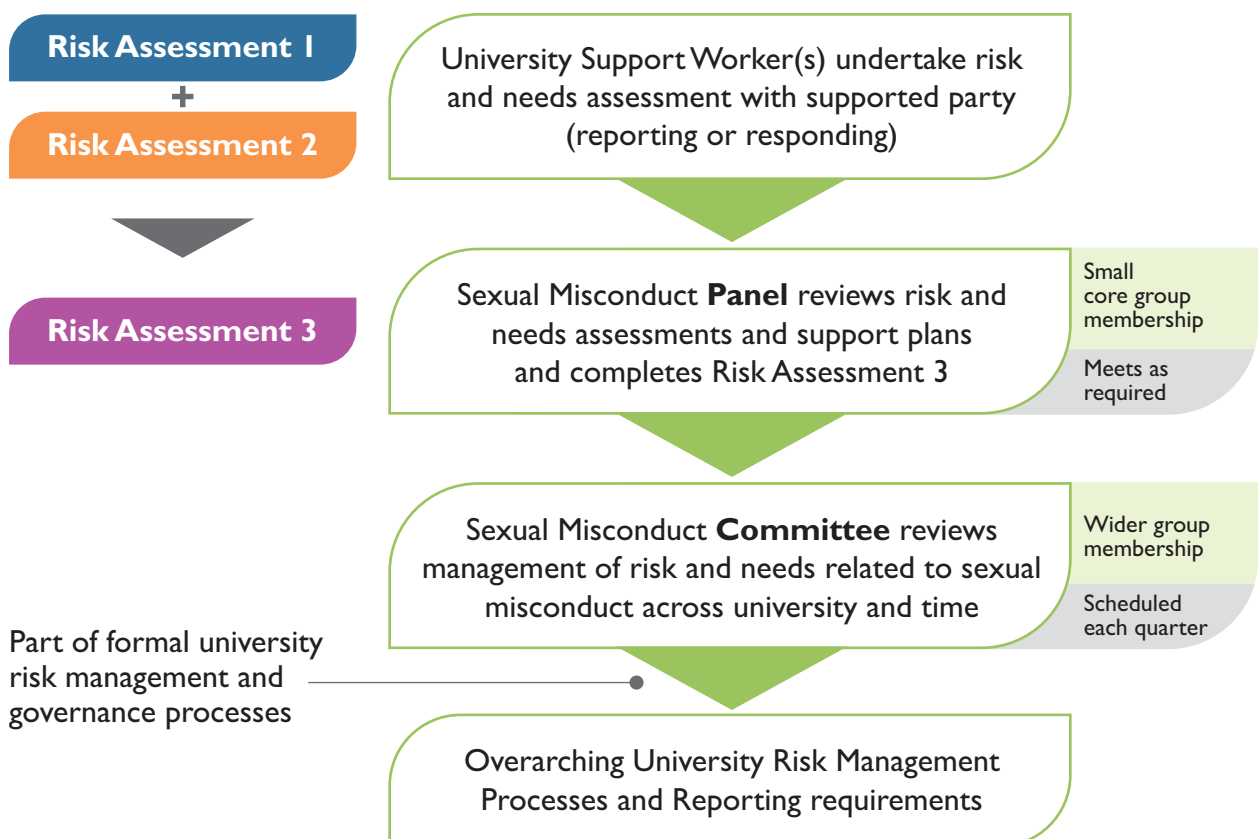 Risk Assessment 1
+
Risk Assessment 2
Risk Assessment 3
University Support Worker(s) undertake risk
and needs assessment with supported party
(reporting or responding)
Sexual Misconduct Panel reviews risk and
needs assessments and support plans
and completes Risk Assessment 3
Small
core group
membership
Meets as
required
Sexual Misconduct Committee reviews
management of risk and needs related to sexual
misconduct across university and time
Wider group
membership
Scheduled
each quarter
Part of formal university
risk management and
governance processes
Overarching University Risk Management
Processes and Reporting requirements